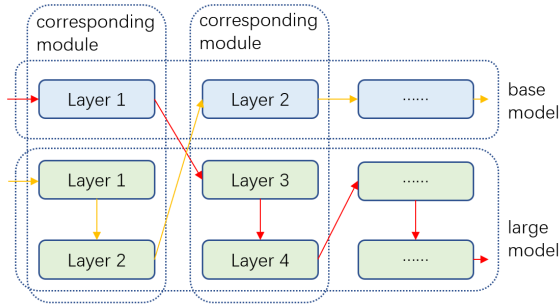 corresponding
module
corresponding
module
Layer 1
Layer 2
······
base
model
Layer 1
Layer 3
······
Layer 2
Layer 4
······
large
model